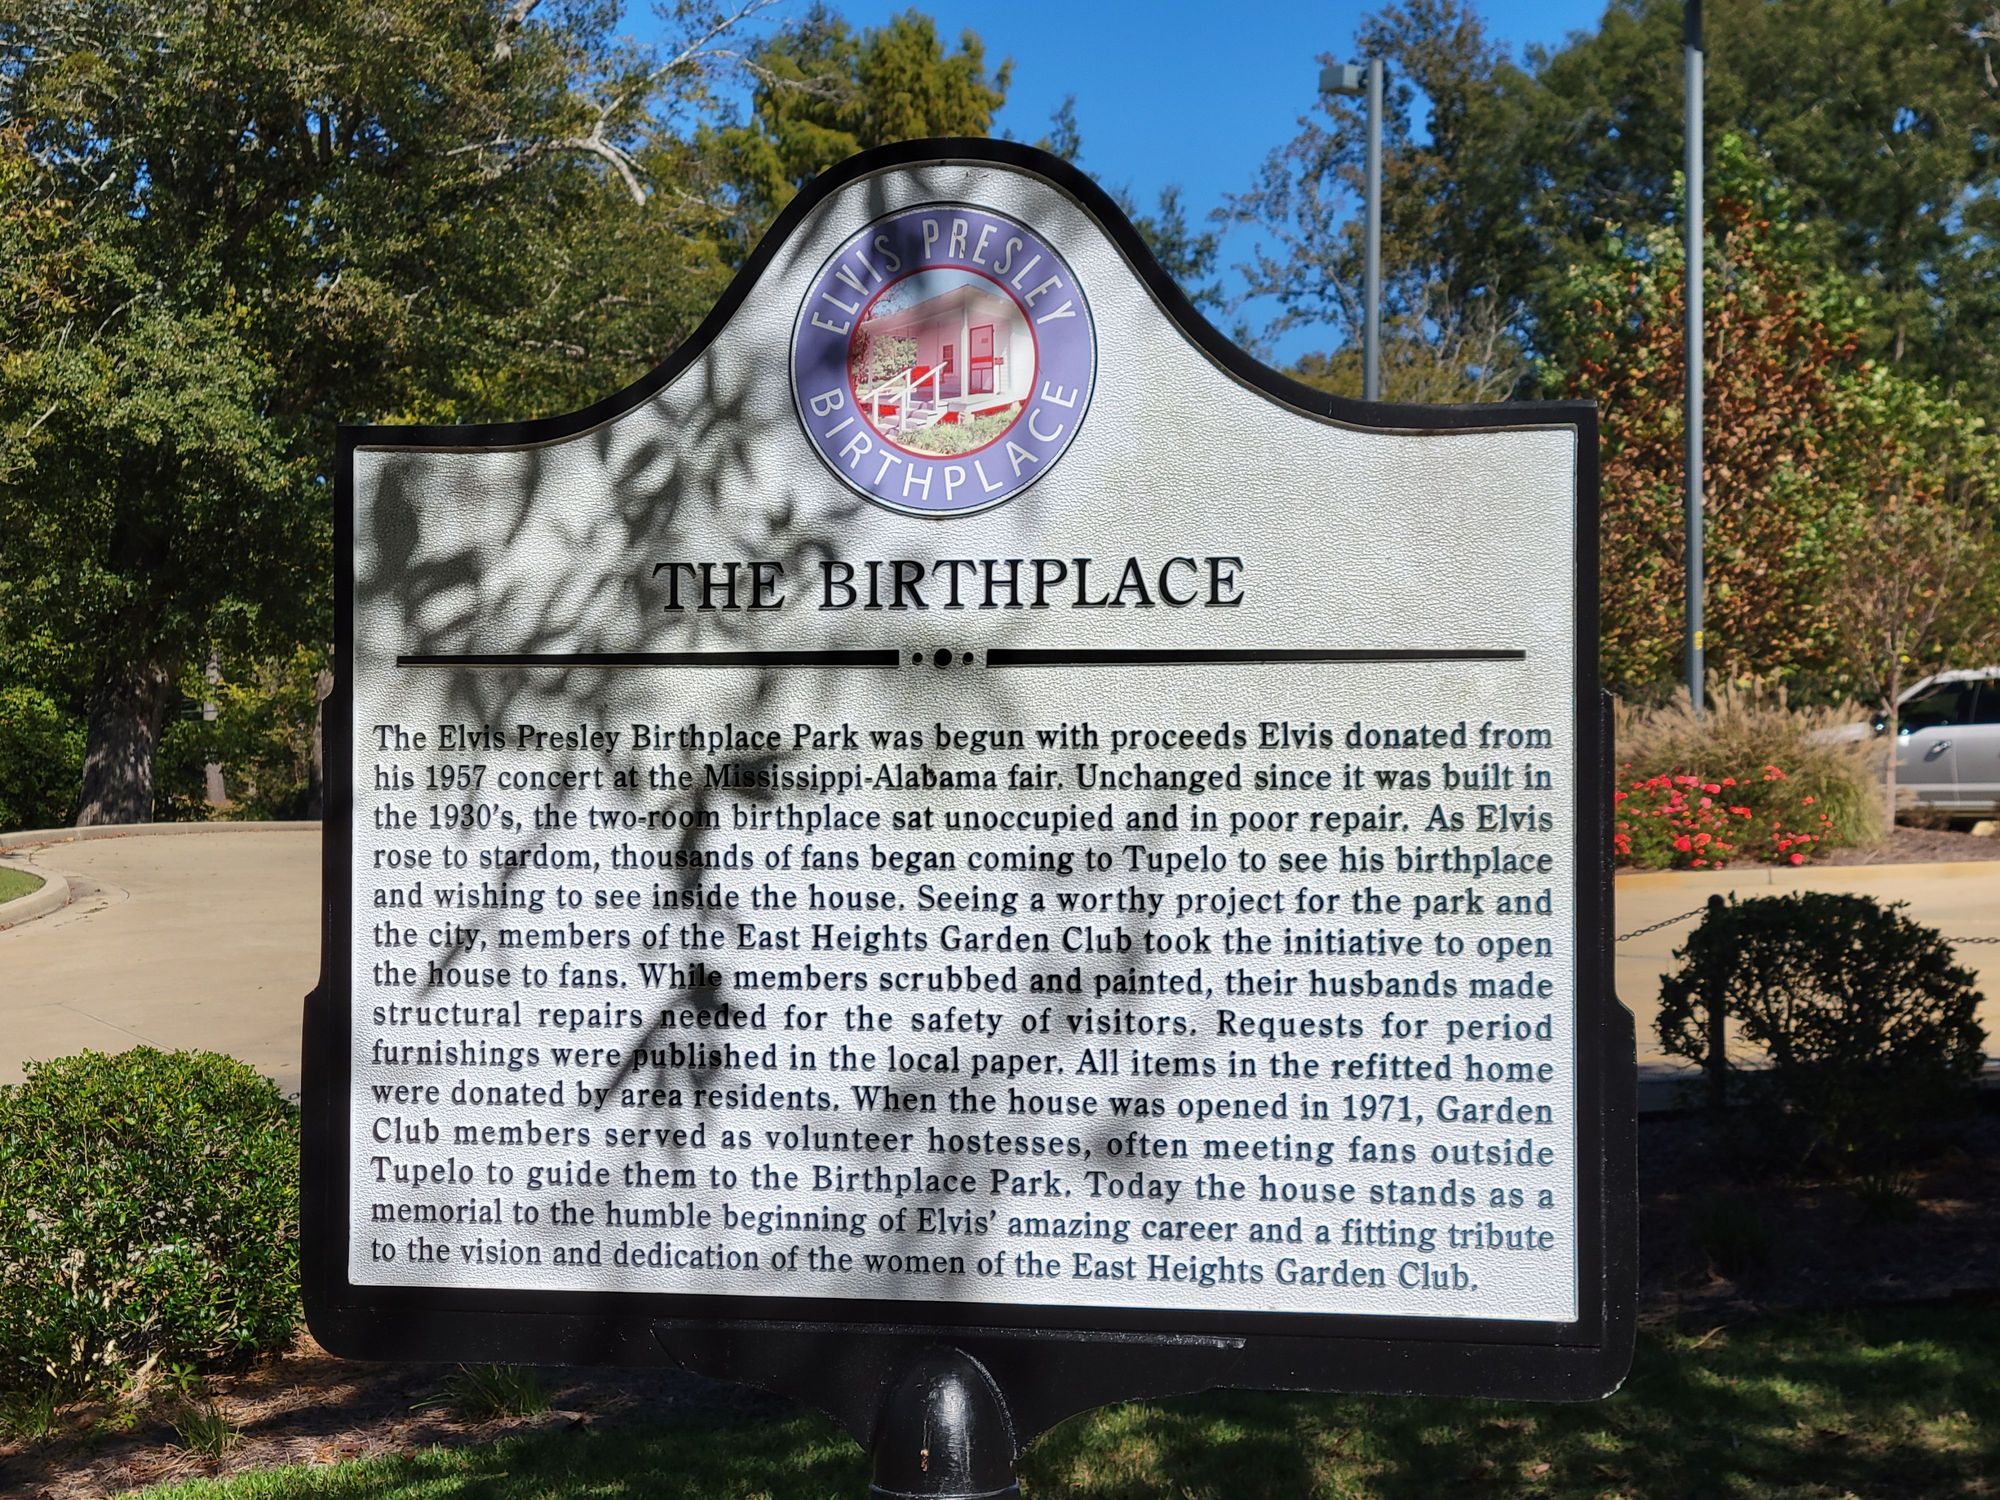 ELVIS PRESLEY
BIRTHPLACE
THE BIRTHPLACE
The Elvis Presley Birthplace Park was begun with proceeds Elvis donated from
his 1957 concert at the Mississippi-Alabama fair. Unchanged since it was built in
the 1930's, the two-room birthplace sat unoccupied and in poor repair. As Elvis
rose to stardom, thousands of fans began coming to Tupelo to see his birthplace
and wishing to see inside the house. Seeing a worthy project for the park and
the city, members of the East Heights Garden Club took the initiative to open
the house to fans. While members scrubbed and painted, their husbands made
structural repairs needed for the safety of visitors. Requests for period
furnishings were published in the local paper. All items in the refitted home
were donated by area residents. When the house was opened in 1971, Garden
Club members served as volunteer hostesses, often meeting fans outside
Tupelo to guide them to the Birthplace Park. Today the house stands as a
memorial to the humble beginning of Elvis' amazing career and a fitting tribute
to the vision and dedication of the women of the East Heights Garden Club.